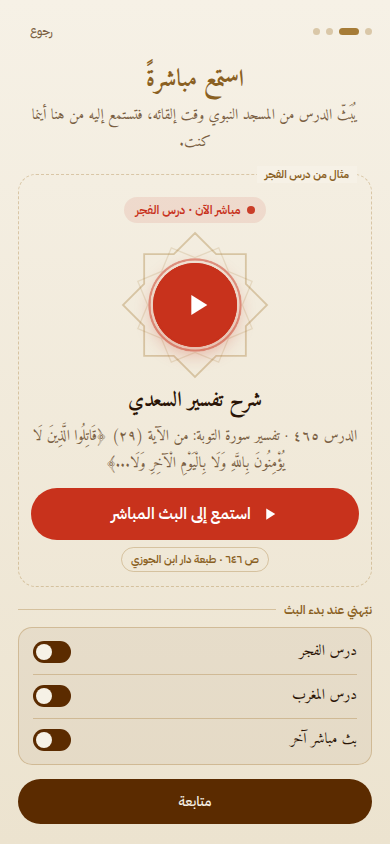 رجوع
استمع مباشرةً
يُبَثّ الدرس من المسجد النبوي وقت إلقائه، فتستمع إليه من هنا أينما
كنت.
مثال من درس الفجر
مباشر الآن · درس الفجر
شرح تفسير السعدي
الدرس ٤٦٥ · تفسير سورة التوبة: من الآية (٢٩) ﴿قَاتِلُوا الَّذِينَ لَا
يُؤْمِنُونَ بِاللَّهِ وَلَا بِالْيَوْمِ الْآخِرِ وَلَا...﴾
استمع إلى البث المباشر
ص ٦٤٦ · طبعة دار ابن الجوزي
نبّهني عند بدء البث
درس الفجر
درس المغرب
بث مباشر آخر
متابعة